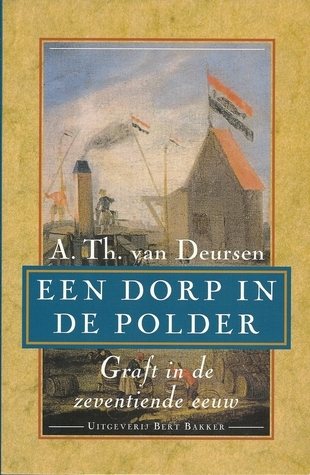 A. Th. van Deursen
EEN DORP IN
DE POLDER
Graft in de
zeventiende eeuw
UITGEVERIJ BERT BAKKER